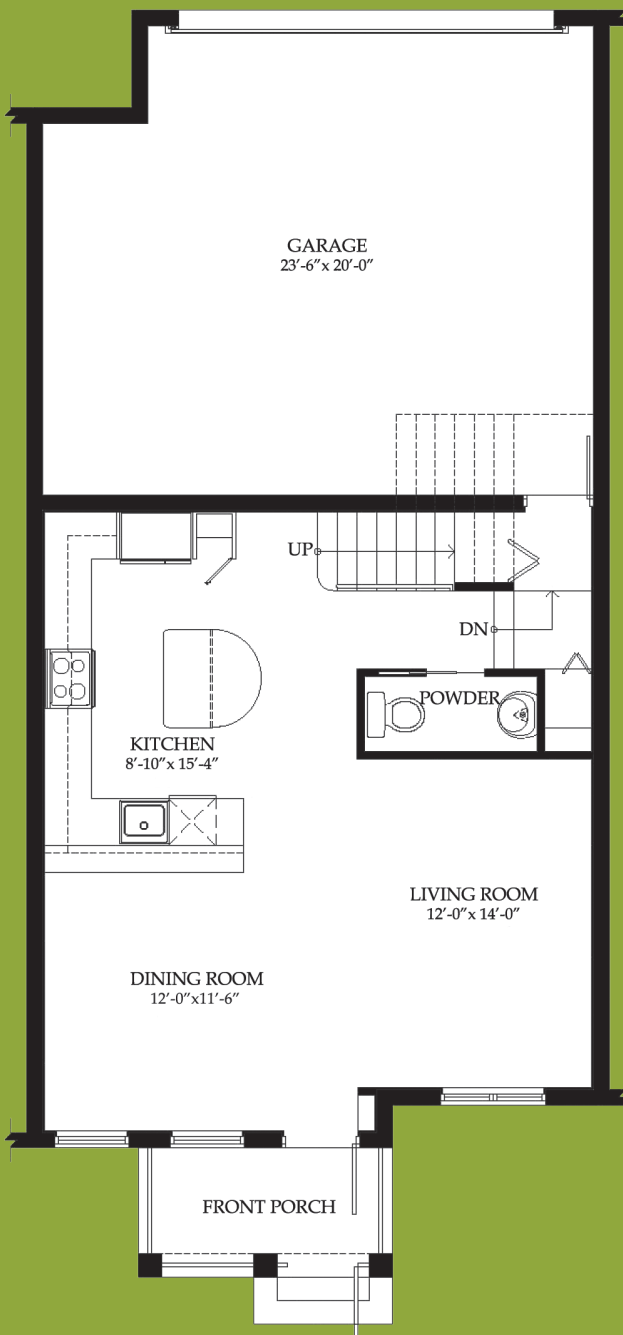 GARAGE
23'-6"x 20'-0"
UP
DN
POWDER
KITCHEN
8'-10"x 15'-4"
LIVING ROOM
12'-0"x 14'-0"
DINING ROOM
12'-0"x11'-6"
FRONT PORCH